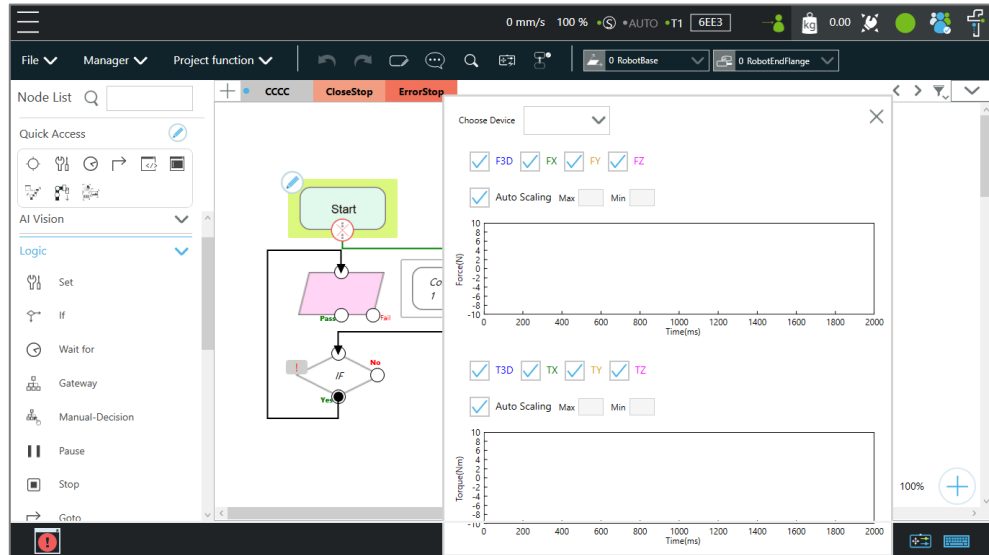 0 mm/s 100 % •Ⓢ •AUTO •T1 6EE3 kg 0.00
File Manager Project function 0 RobotBase 0 RobotEndFlange
Node List
CCCC CloseStop ErrorStop
Choose Device
Quick Access
F3D FX FY FZ
Auto Scaling Max Min
AI Vision
Logic
Set
If
Wait for
Gateway
Manual-Decision
Pause
Stop
Goto
Start
Co
1
Pass Fail
IF
No
Yes
10
8
6
4
2
0
-2
-4
-6
-8
-10
Force(N)
0 200 400 600 800 1000 1200 1400 1600 1800 2000
Time(ms)
T3D TX TY TZ
Auto Scaling Max Min
10
8
6
4
2
0
-2
-4
-6
-8
-10
Torque(Nm)
0 200 400 600 800 1000 1200 1400 1600 1800 2000
Time(ms)
100%